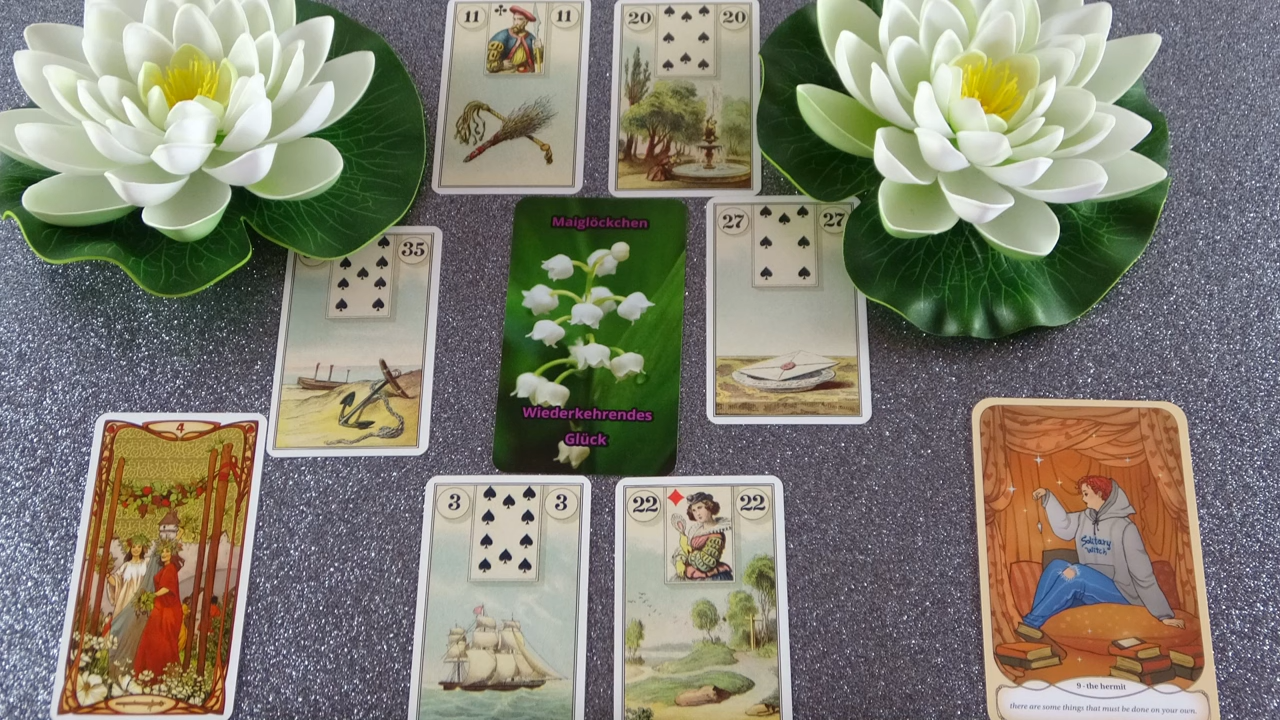 11 11
20 20
35
Maiglöckchen
27 27
Wiederkehrendes
Glück
4
3 3
22 22
Solitary
Witch
9 - the hermit
there are some things that must be done on your own.